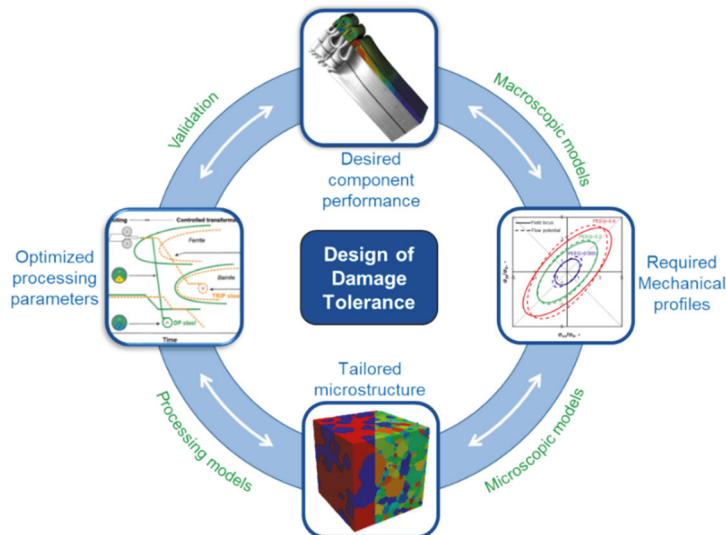 Validation
Macroscopic models
Desired
component
performance
Optimized
processing
parameters
Controlled transforma
Ferrite
Bainite
TRIP steel
DP steel
Time
Design of
Damage
Tolerance
Yield locus
Flow potential
Required
Mechanical
profiles
Tailored
microstructure
Processing models
Microscopic models